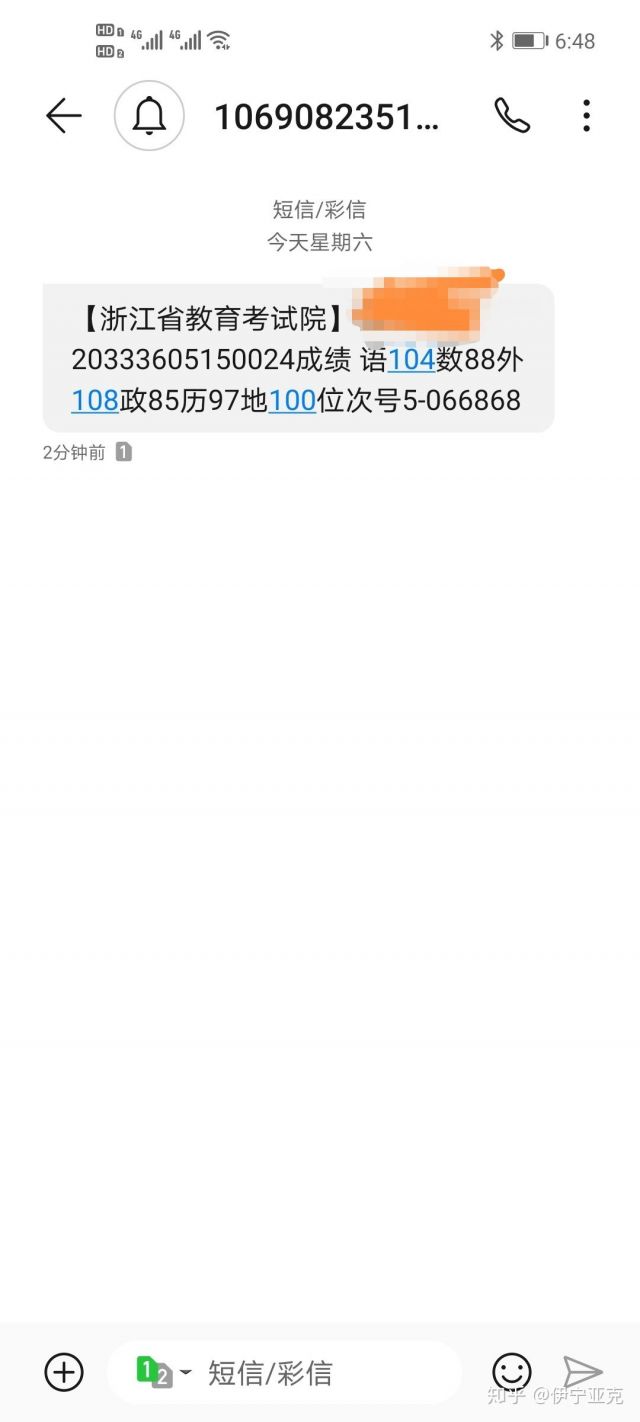 HD 1 4G 4G 6:48
HD 2
1069082351...
短信/彩信
今天星期六
【浙江省教育考试院】
20333605150024成绩 语104数88外
108政85历97地100位次号5-066868
2分钟前 1
1 2 短信/彩信
知乎 @伊宁亚克